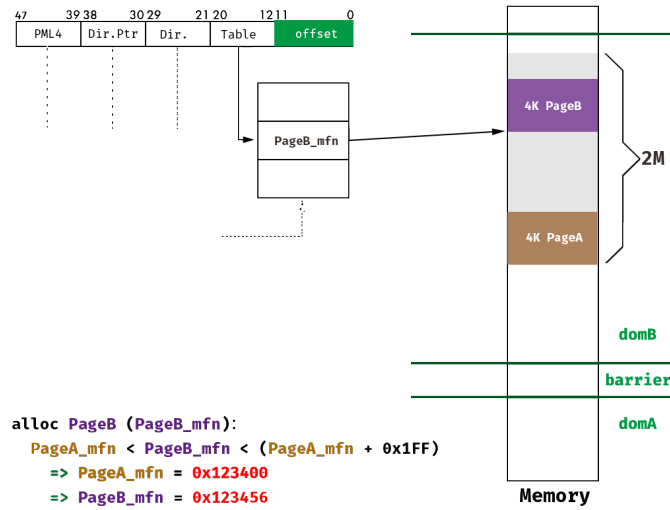 47 39 38 30 29 21 20 12 11 0
PML4 Dir.Ptr Dir. Table offset
PageB_mfn
4K PageB
2M
4K PageA
domB
barrier
domA
Memory
alloc PageB (PageB_mfn):
PageA_mfn < PageB_mfn < (PageA_mfn + 0x1FF)
=> PageA_mfn = 0x123400
=> PageB_mfn = 0x123456